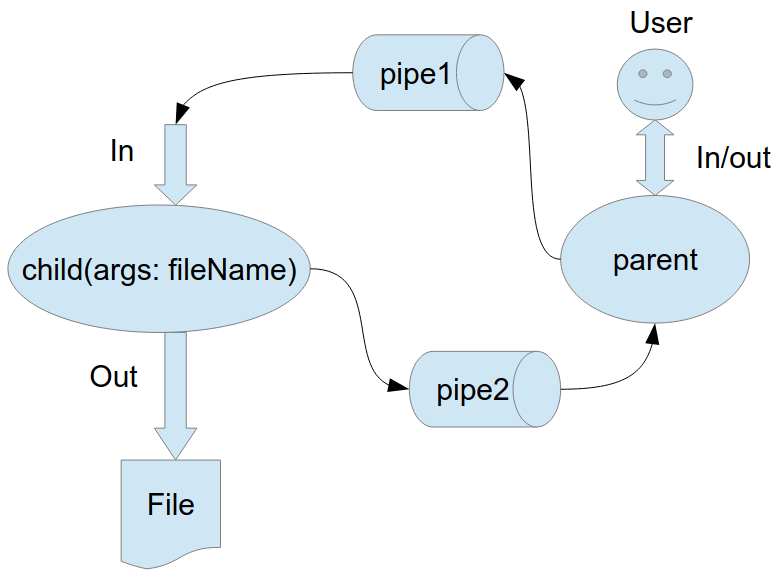 User
pipe1
In
In/out
child(args: fileName)
parent
Out
pipe2
File